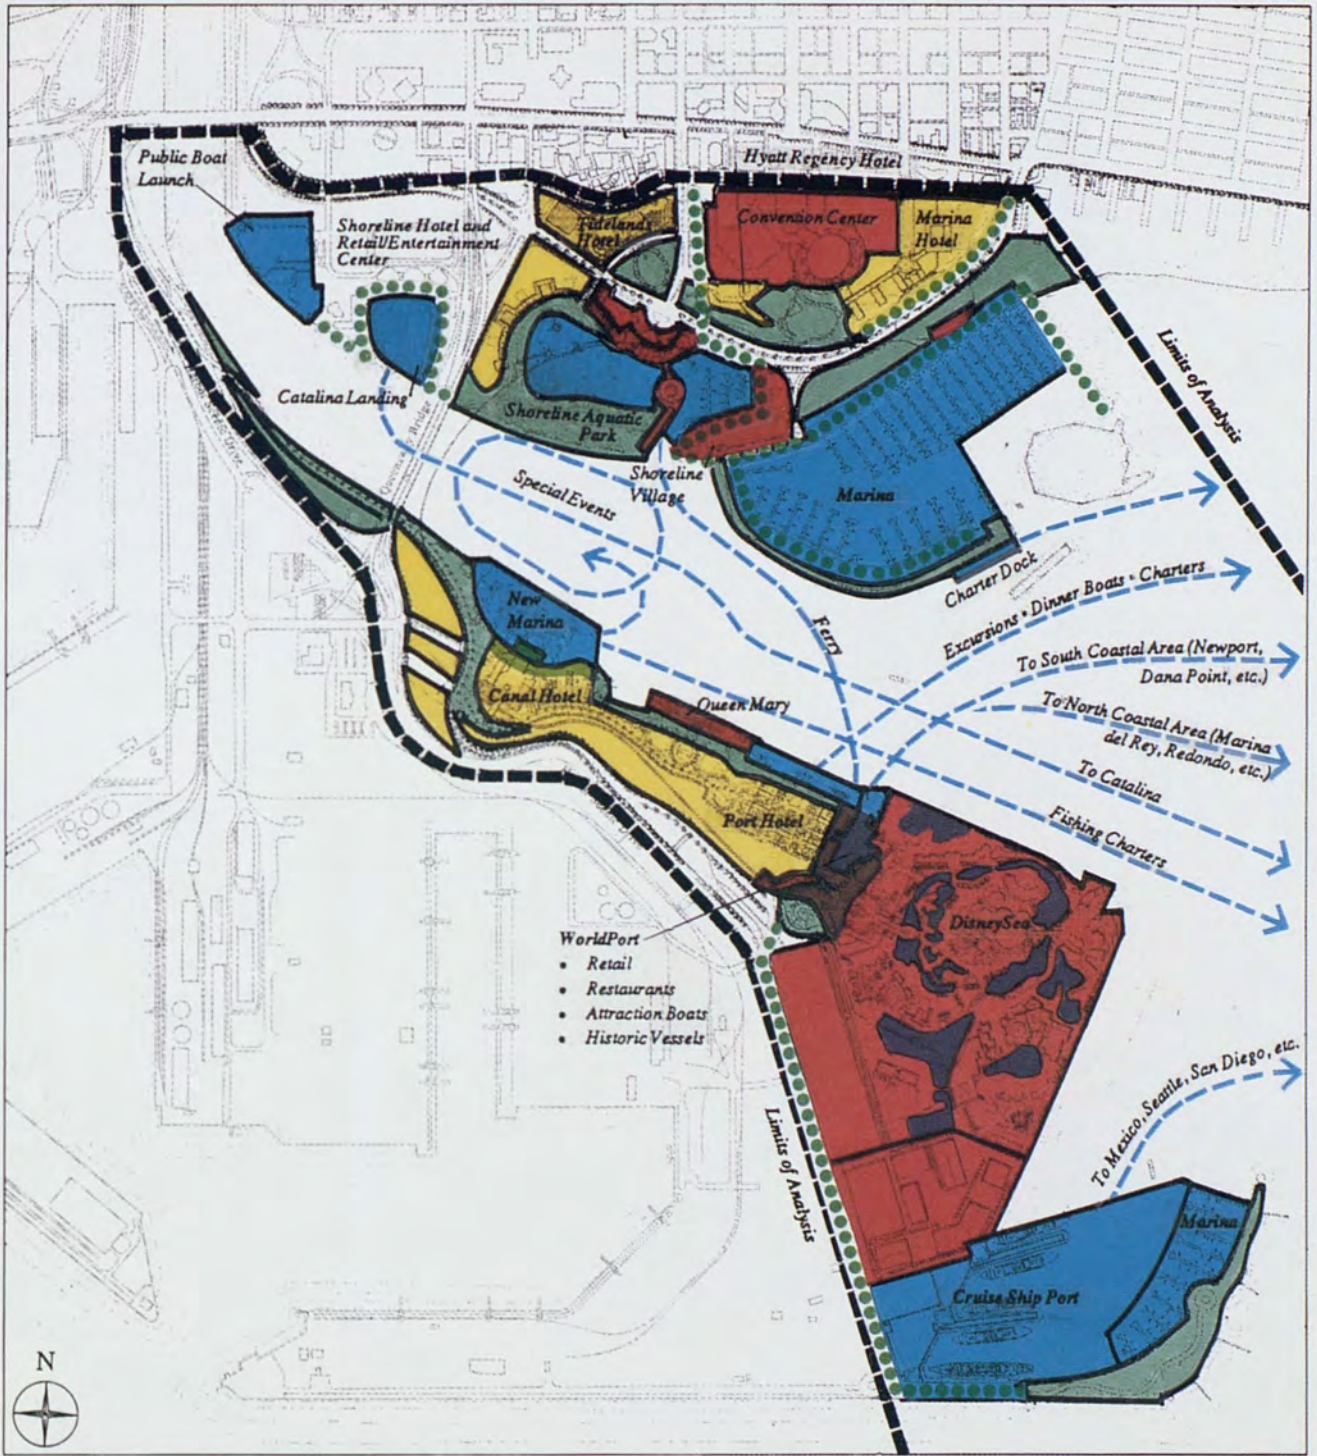 Public Boat
Launch
Hyatt Regency Hotel
Shoreline Hotel and
Retail/Entertainment
Center
Tidelands
Hotel
Convention Center
Marina
Hotel
Limits of Analysis
Catalina Landing
Queensway Bridge
Shoreline Aquatic
Park
Shoreline
Village
Special Events
Marina
Charter Dock
New
Marina
Ferry
Excursions • Dinner Boats • Charters
To South Coastal Area (Newport,
Dana Point, etc.)
Canal Hotel
Queen Mary
To North Coastal Area (Marina
del Rey, Redondo, etc.)
To Catalina
Port Hotel
Fishing Charters
DisneySea
WorldPort
• Retail
• Restaurants
• Attraction Boats
• Historic Vessels
To Mexico, Seattle, San Diego, etc.
Limits of Analysis
Marina
Cruise Ship Port
N